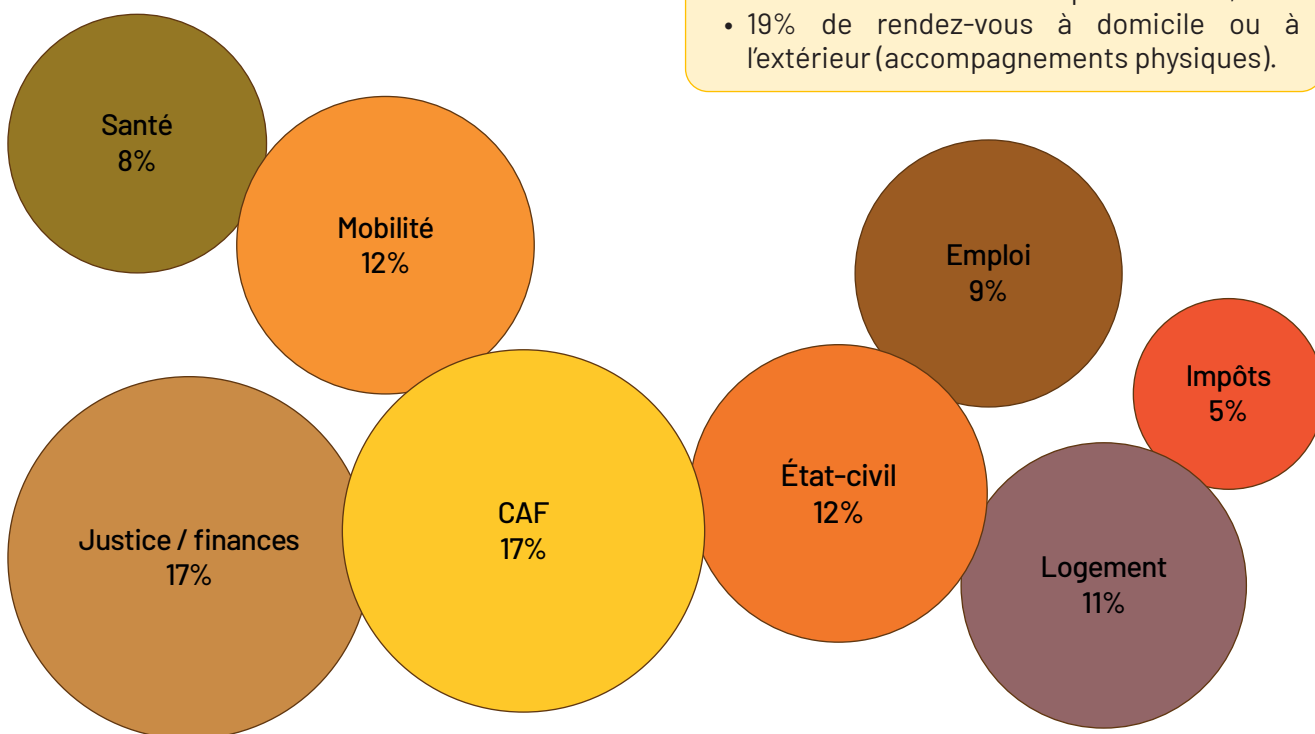 • 19% de rendez-vous à domicile ou à
l'extérieur (accompagnements physiques).
Santé
8%
Mobilité
12%
Emploi
9%
Impôts
5%
Justice / finances
17%
CAF
17%
État-civil
12%
Logement
11%